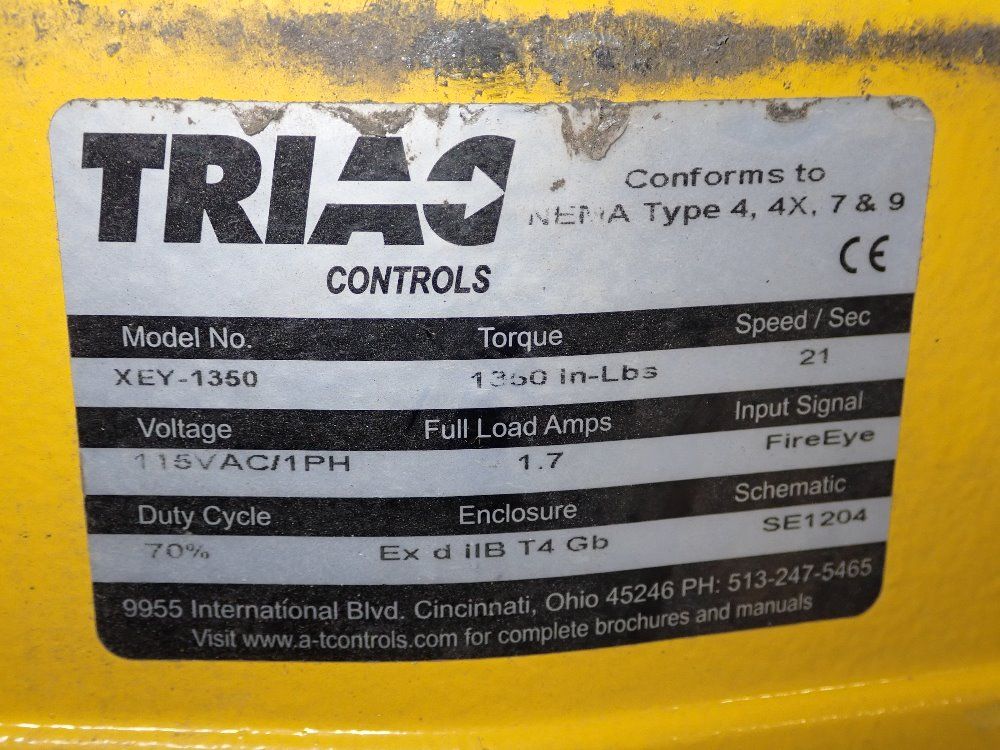 TRIAC
CONTROLS
Conforms to
NEMA Type 4, 4X, 7 & 9
CE
Model No. Torque Speed / Sec
XEY-1350 1350 in-Lbs 21
Voltage Full Load Amps Input Signal
115VAC/1PH 1.7 FireEye
Duty Cycle Enclosure Schematic
70% Ex d iIB T4 Gb SE1204
9955 International Blvd. Cincinnati, Ohio 45246 PH: 513-247-5465
Visit www.a-tcontrols.com for complete brochures and manuals